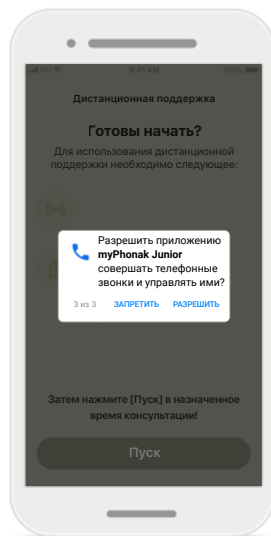 9:41 AM
100%
Дистанционная поддержка
Готовы начать?
Для использования дистанционной
поддержки необходимо следующее:
Разрешить приложению
myPhonak Junior
совершать телефонные
звонки и управлять ими?
3 из 3 ЗАПРЕТИТЬ РАЗРЕШИТЬ
Затем нажмите [Пуск] в назначенное
время консультации!
Пуск